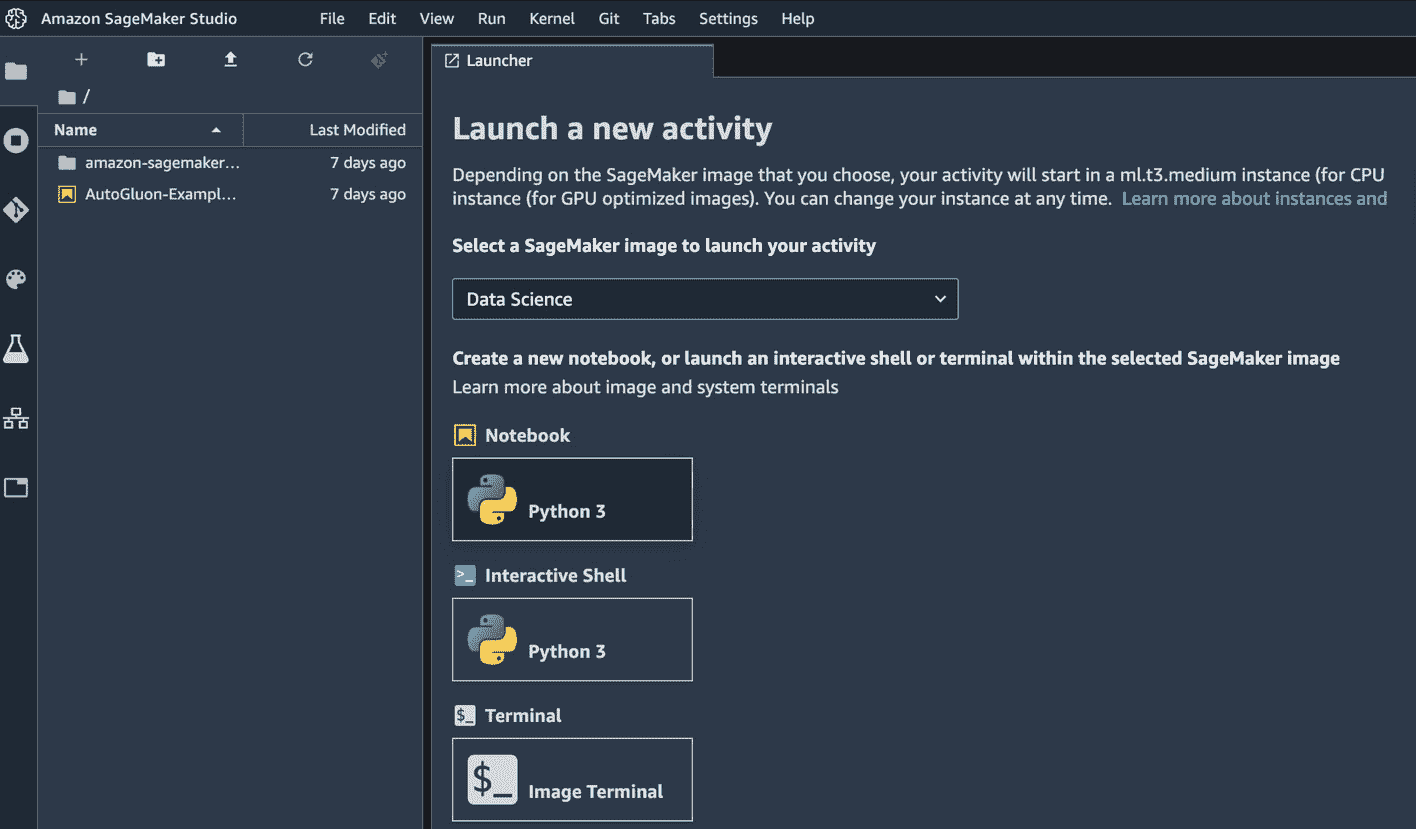 Amazon SageMaker Studio File Edit View Run Kernel Git Tabs Settings Help
Launcher
/
Name Last Modified
amazon-sagemaker… 7 days ago
AutoGluon-Exampl… 7 days ago
Launch a new activity
Depending on the SageMaker image that you choose, your activity will start in a ml.t3.medium instance (for CPU
instance (for GPU optimized images). You can change your instance at any time. Learn more about instances and
Select a SageMaker image to launch your activity
Data Science
Create a new notebook, or launch an interactive shell or terminal within the selected SageMaker image
Learn more about image and system terminals
Notebook
Python 3
>_ Interactive Shell
Python 3
$_ Terminal
$_ Image Terminal